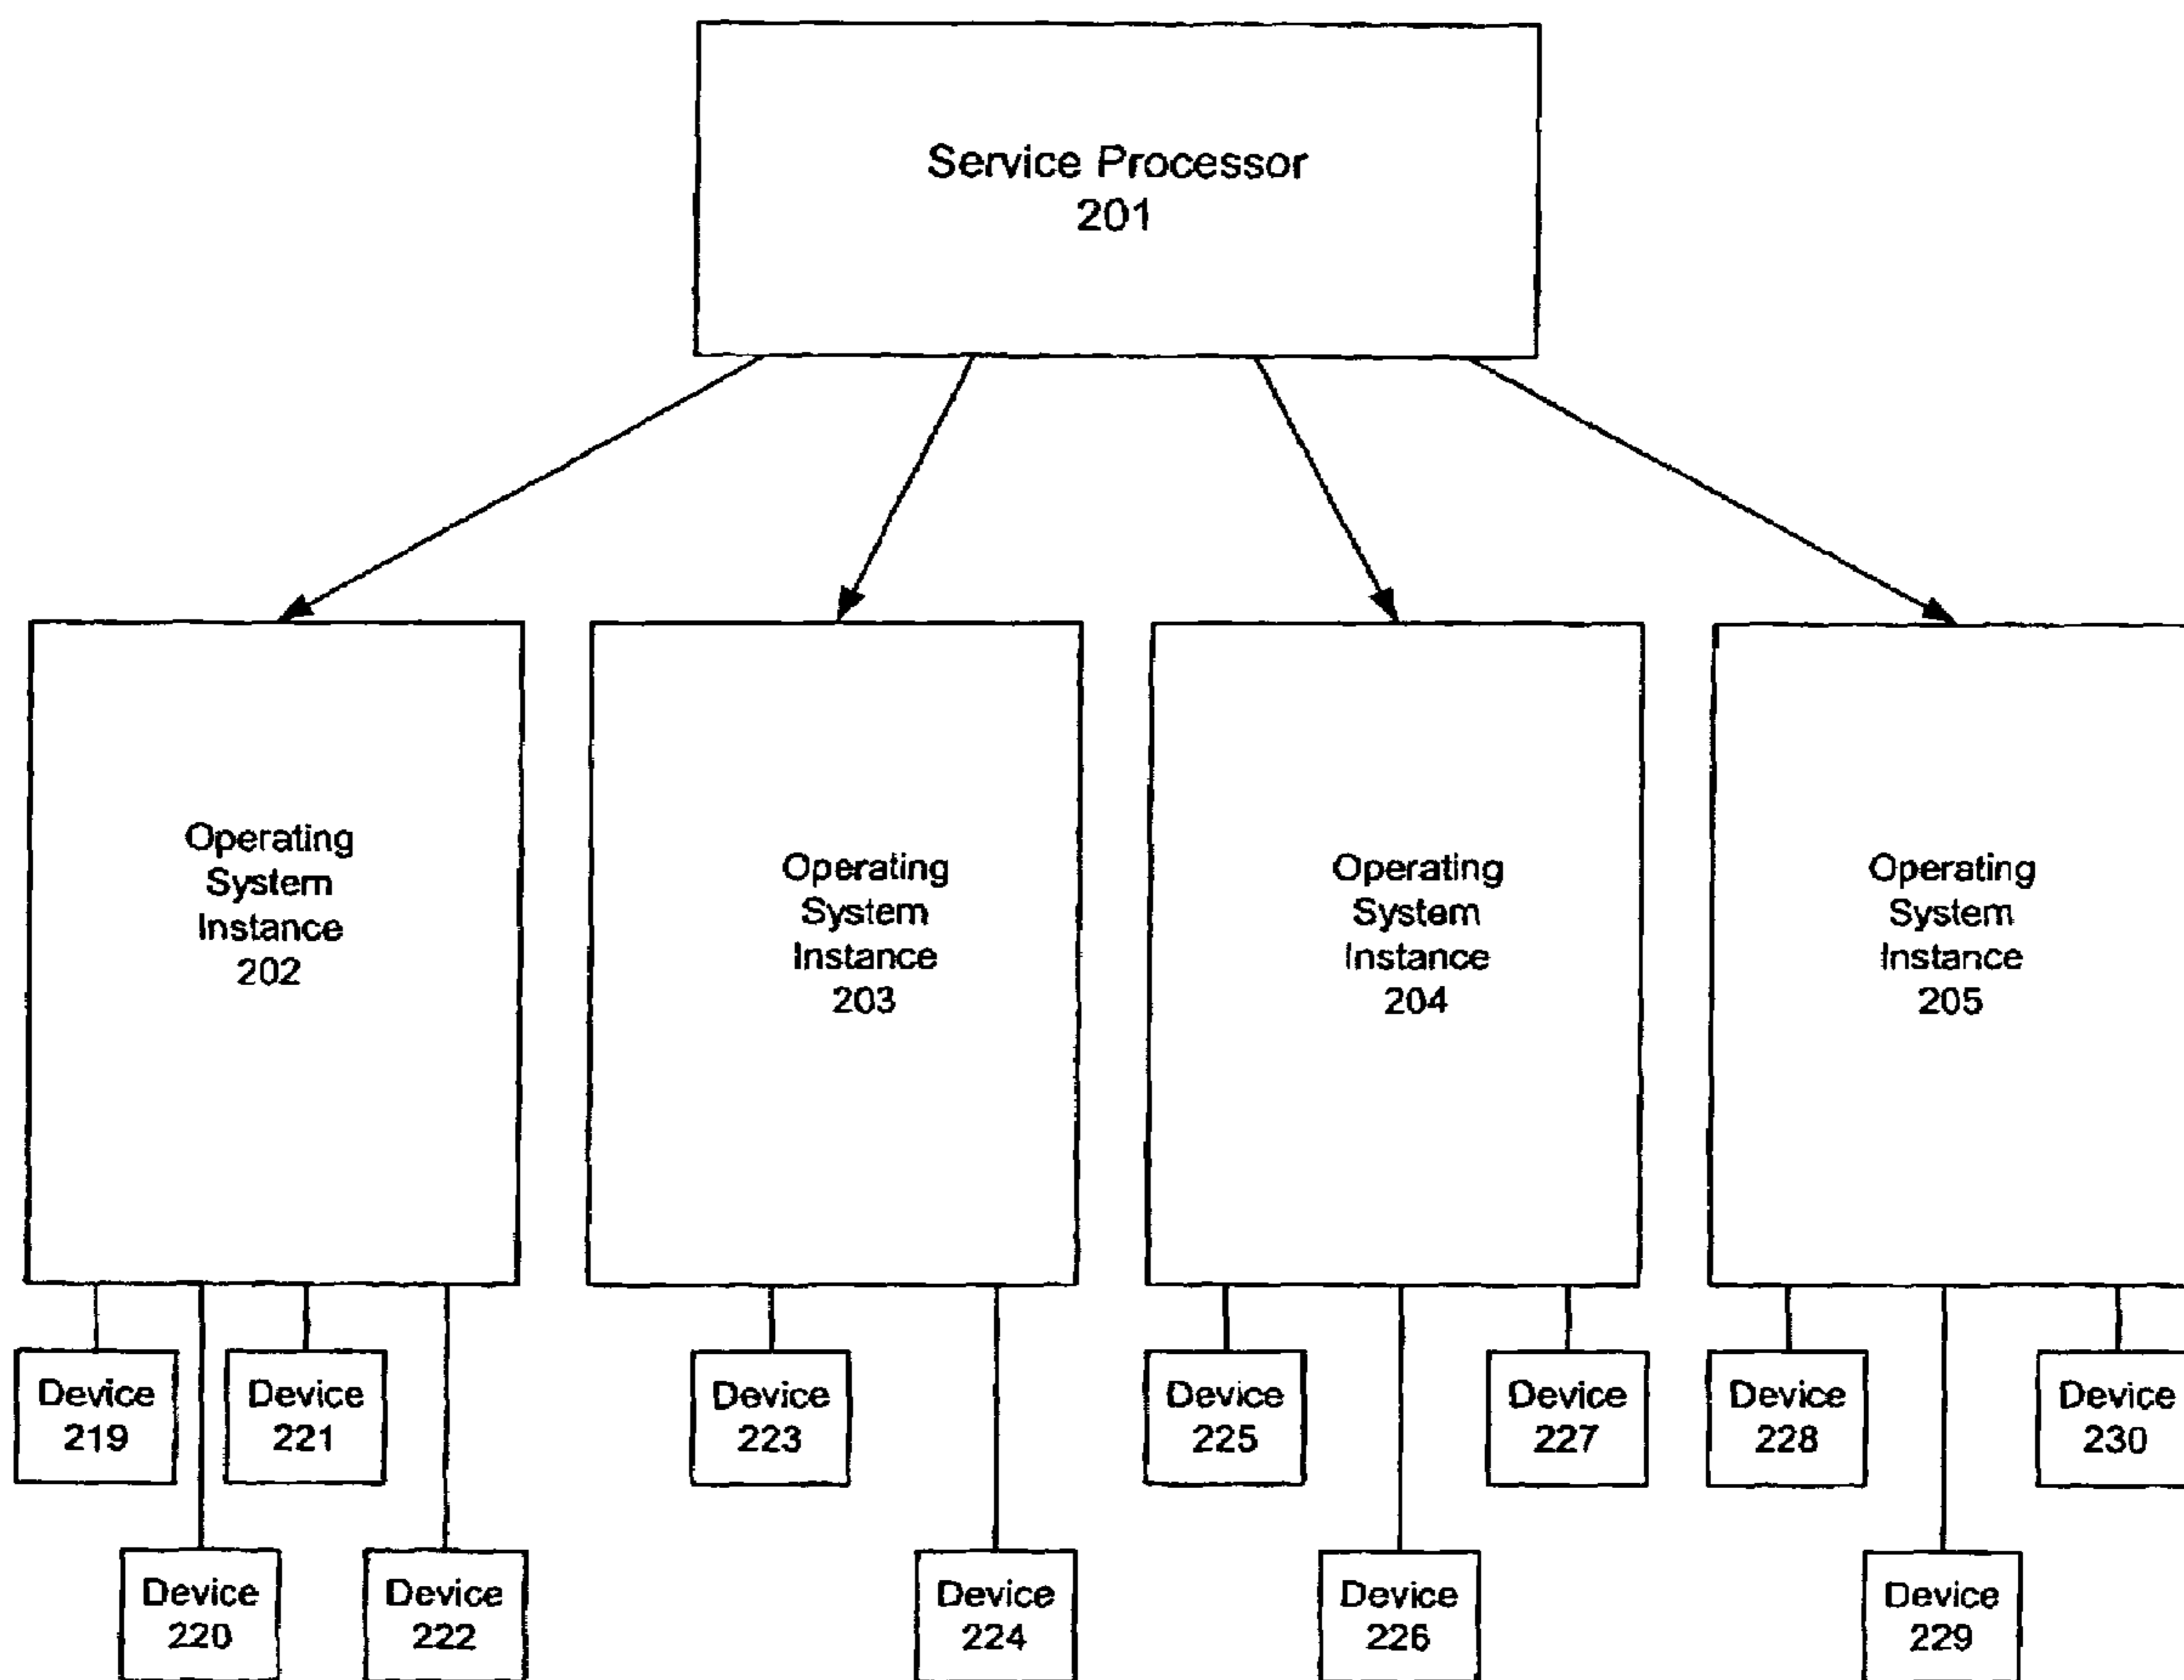 Service Processor
201
Operating
System
Instance
202
Operating
System
Instance
203
Operating
System
Instance
204
Operating
System
Instance
205
Device
219
Device
221
Device
223
Device
225
Device
227
Device
228
Device
230
Device
220
Device
222
Device
224
Device
226
Device
229